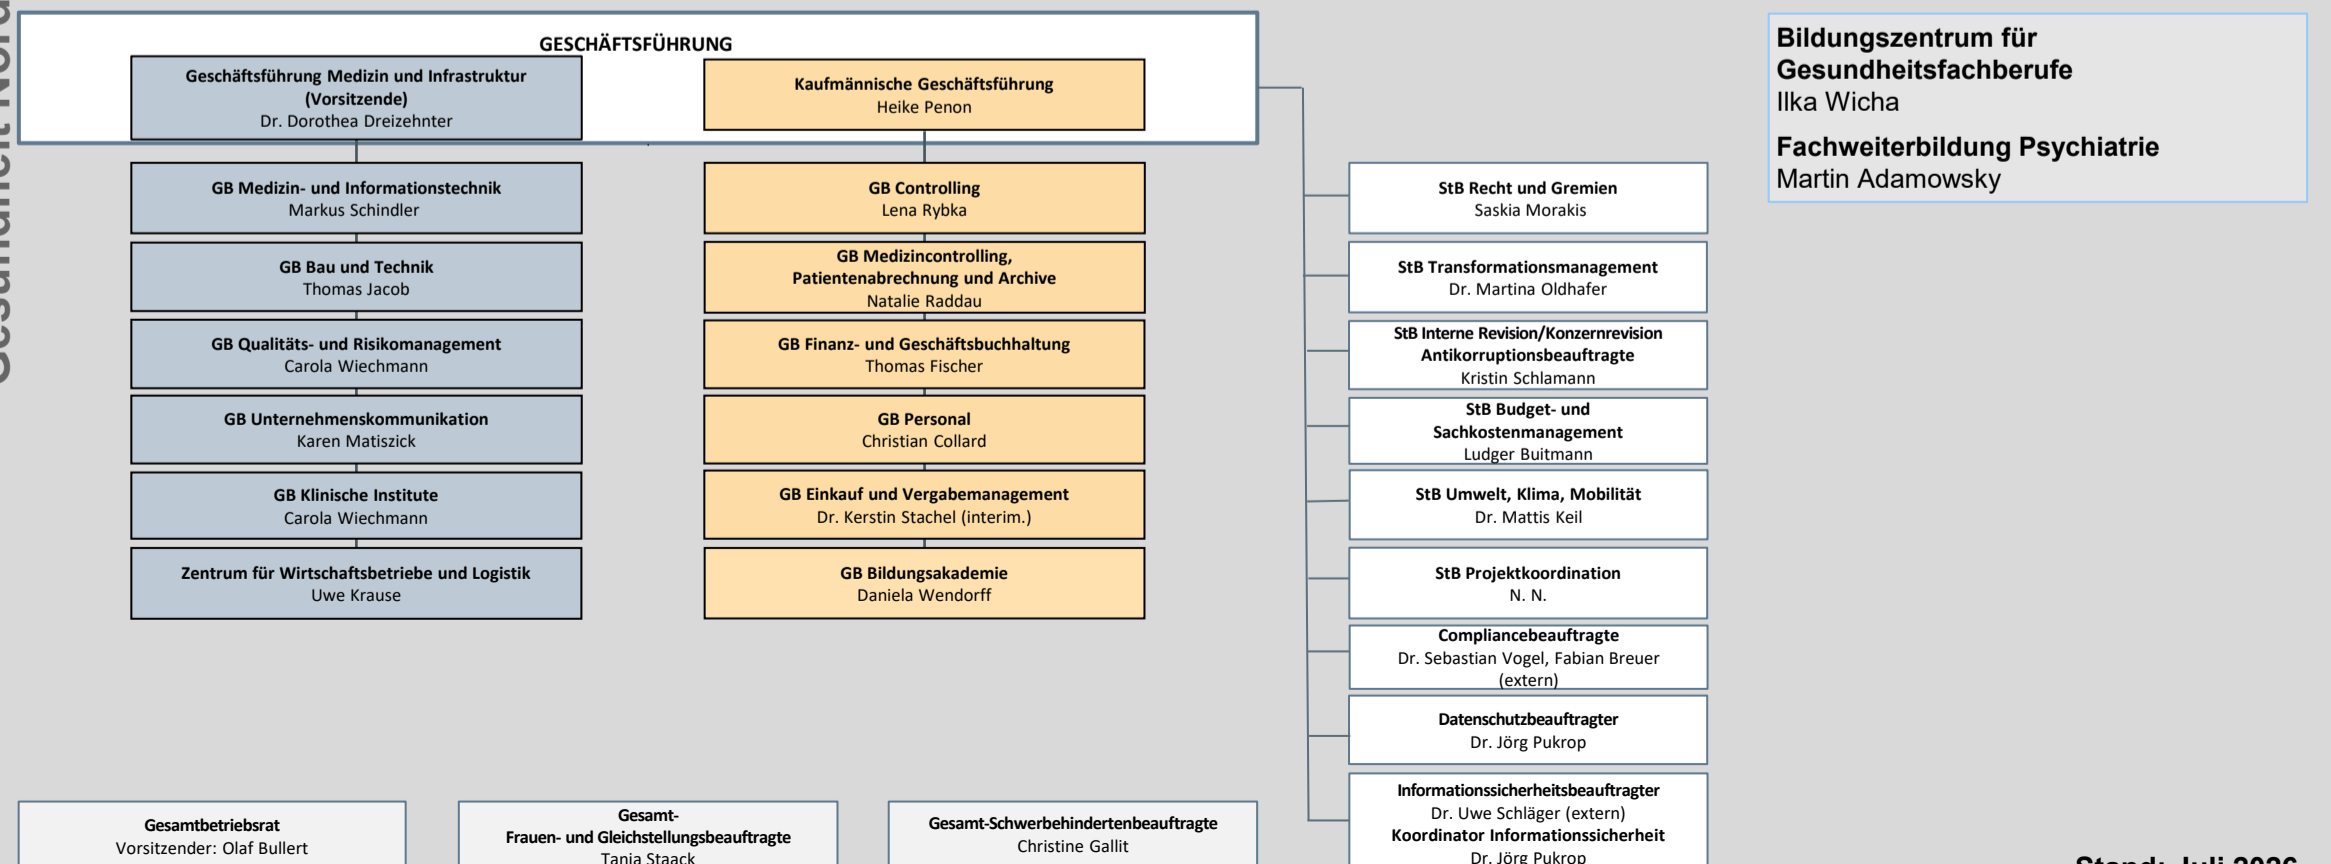 GESCHÄFTSFÜHRUNG
Geschäftsführung Medizin und Infrastruktur
(Vorsitzende)
Dr. Dorothea Dreizehnter
Kaufmännische Geschäftsführung
Heike Penon
GB Medizin- und Informationstechnik
Markus Schindler
GB Bau und Technik
Thomas Jacob
GB Qualitäts- und Risikomanagement
Carola Wiechmann
GB Unternehmenskommunikation
Karen Matiszick
GB Klinische Institute
Carola Wiechmann
Zentrum für Wirtschaftsbetriebe und Logistik
Uwe Krause
GB Controlling
Lena Rybka
GB Medizincontrolling,
Patientenabrechnung und Archive
Natalie Raddau
GB Finanz- und Geschäftsbuchhaltung
Thomas Fischer
GB Personal
Christian Collard
GB Einkauf und Vergabemanagement
Dr. Kerstin Stachel (interim.)
GB Bildungsakademie
Daniela Wendorff
StB Recht und Gremien
Saskia Morakis
StB Transformationsmanagement
Dr. Martina Oldhafer
StB Interne Revision/Konzernrevision
Antikorruptionsbeauftragte
Kristin Schlamann
StB Budget- und
Sachkostenmanagement
Ludger Buitmann
StB Umwelt, Klima, Mobilität
Dr. Mattis Keil
StB Projektkoordination
N. N.
Compliancebeauftragte
Dr. Sebastian Vogel, Fabian Breuer
(extern)
Datenschutzbeauftragter
Dr. Jörg Pukrop
Informationssicherheitsbeauftragter
Dr. Uwe Schläger (extern)
Koordinator Informationssicherheit
Dr. Jörg Pukrop
Bildungszentrum für
Gesundheitsfachberufe
Ilka Wicha
Fachweiterbildung Psychiatrie
Martin Adamowsky
Gesamtbetriebsrat
Vorsitzender: Olaf Bullert
Gesamt-
Frauen- und Gleichstellungsbeauftragte
Tanja Staack
Gesamt-Schwerbehindertenbeauftragte
Christine Gallit
Stand: Juli 2026